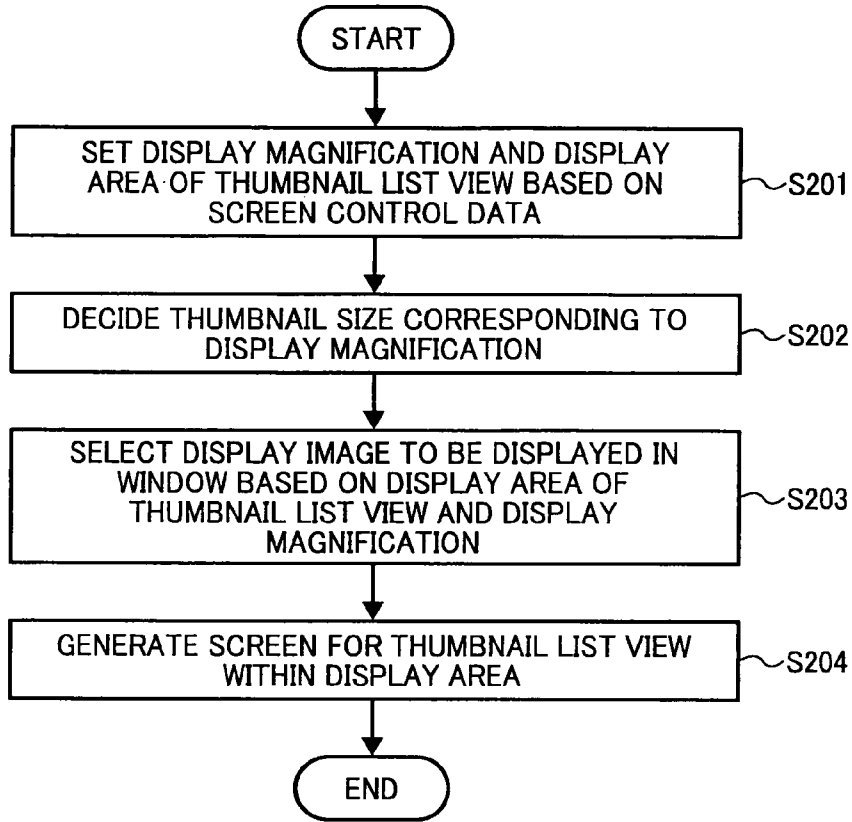 START
SET DISPLAY MAGNIFICATION AND DISPLAY
AREA OF THUMBNAIL LIST VIEW BASED ON
SCREEN CONTROL DATA
S201
DECIDE THUMBNAIL SIZE CORRESPONDING TO
DISPLAY MAGNIFICATION
S202
SELECT DISPLAY IMAGE TO BE DISPLAYED IN
WINDOW BASED ON DISPLAY AREA OF
THUMBNAIL LIST VIEW AND DISPLAY
MAGNIFICATION
S203
GENERATE SCREEN FOR THUMBNAIL LIST VIEW
WITHIN DISPLAY AREA
S204
END